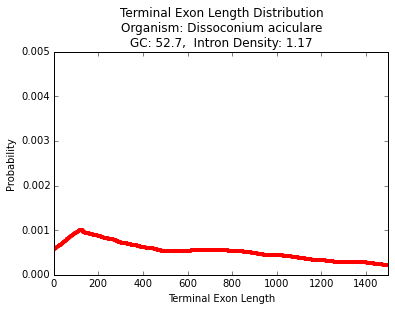 Terminal Exon Length Distribution
Organism: Dissoconium aciculare
GC: 52.7,  Intron Density: 1.17
0.005
0.004
0.003
0.002
0.001
0.000
Probability
0 200 400 600 800 1000 1200 1400
Terminal Exon Length